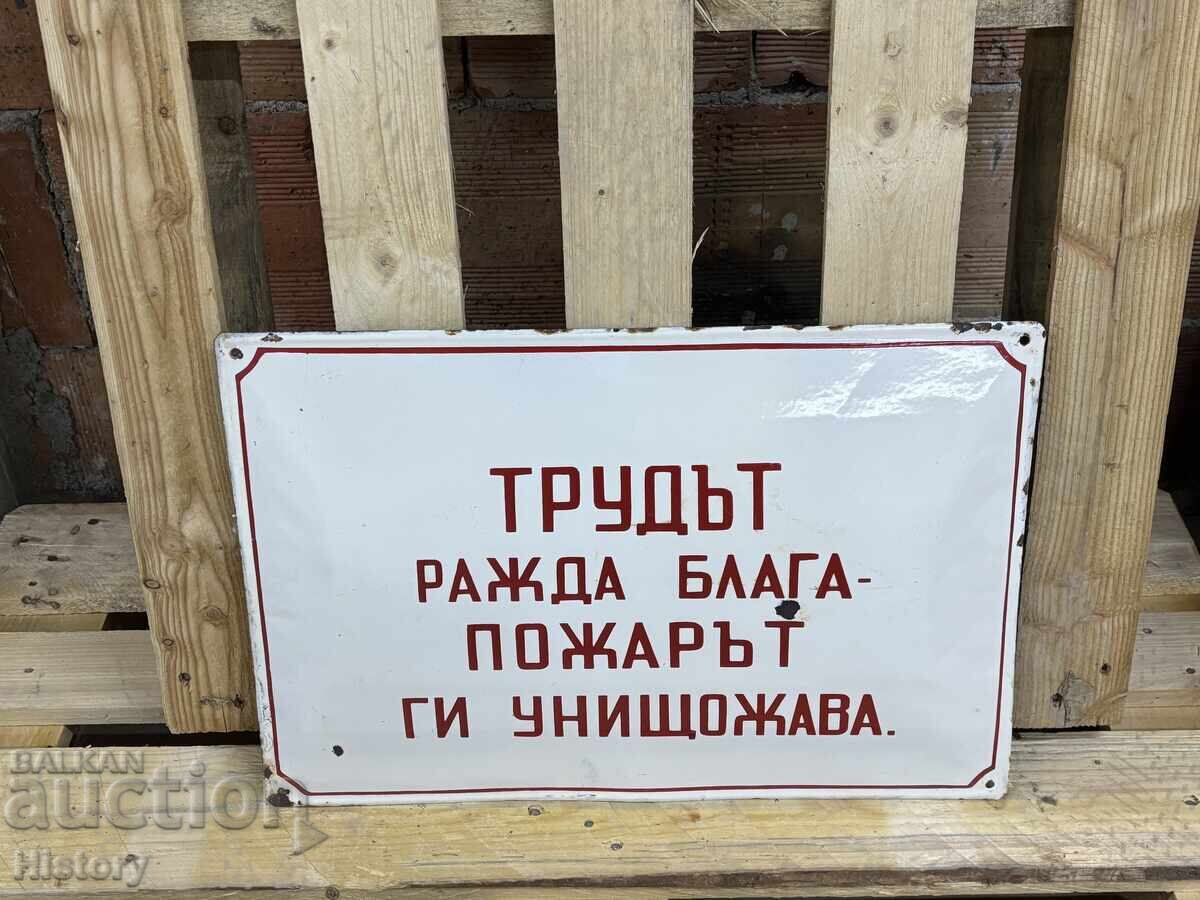 ТРУДЪТ
РАЖДА БЛАГА-
ПОЖАРЪТ
ГИ УНИЩОЖАВА.
BALKAN
auction
History